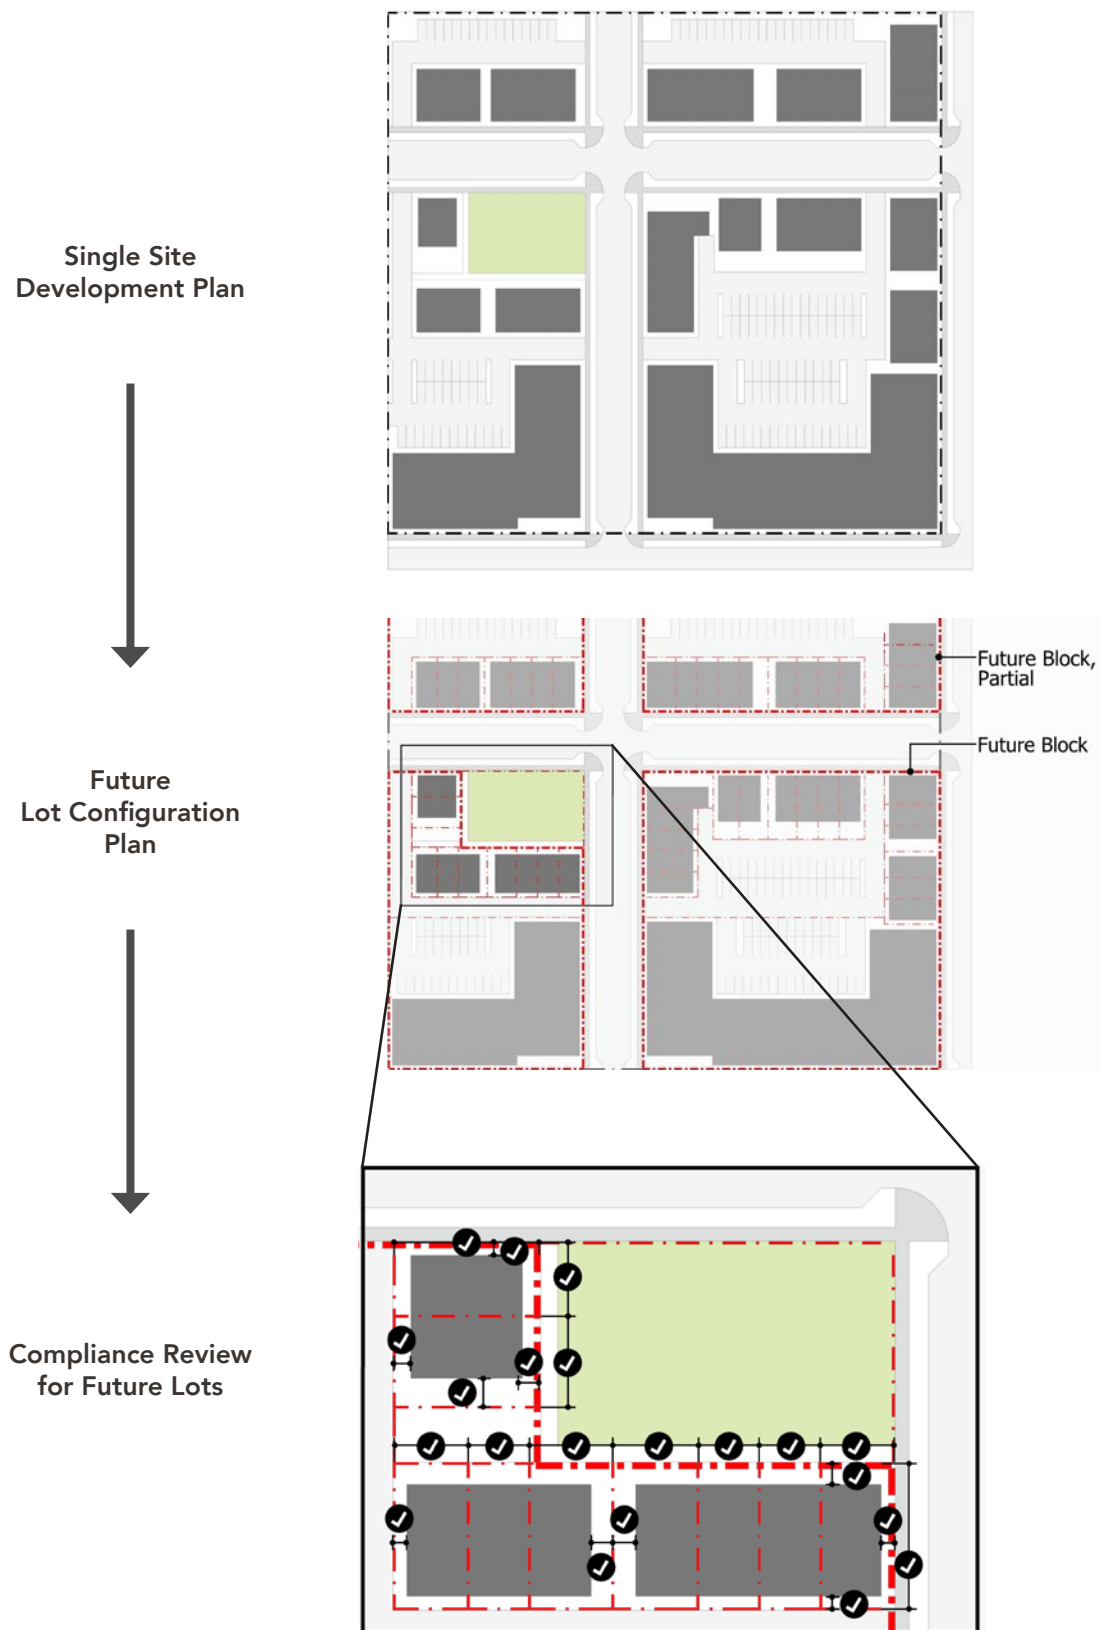 Single Site
Development Plan
Future Block,
Partial
Future Block
Future
Lot Configuration
Plan
Compliance Review
for Future Lots